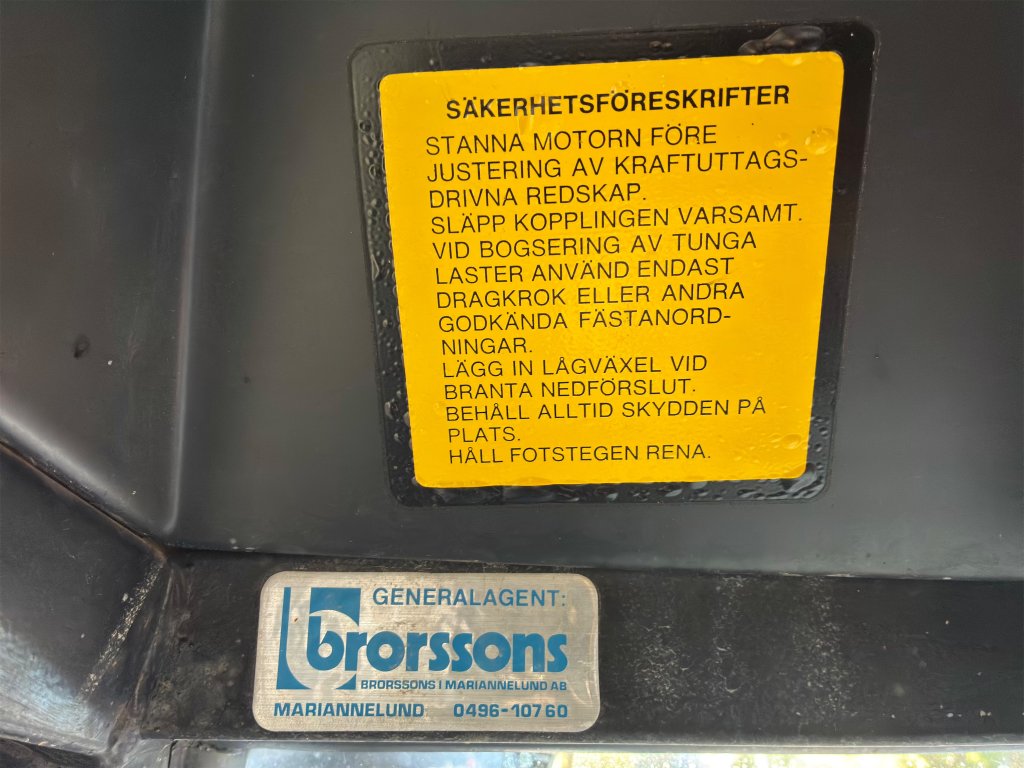 SÄKERHETSFÖRESKRIFTER
STANNA MOTORN FÖRE
JUSTERING AV KRAFTUTTAGS-
DRIVNA REDSKAP.
SLÄPP KOPPLINGEN VARSAMT.
VID BOGSERING AV TUNGA
LASTER ANVÄND ENDAST
DRAGKROK ELLER ANDRA
GODKÄNDA FÄSTANORD-
NINGAR.
LÄGG IN LÅGVÄXEL VID
BRANTA NEDFÖRSLUT.
BEHÅLL ALLTID SKYDDEN PÅ
PLATS.
HÅLL FOTSTEGEN RENA.
GENERALAGENT:
brorssons
BRORSSONS I MARIANNELUND AB
MARIANNELUND 0496-107 60